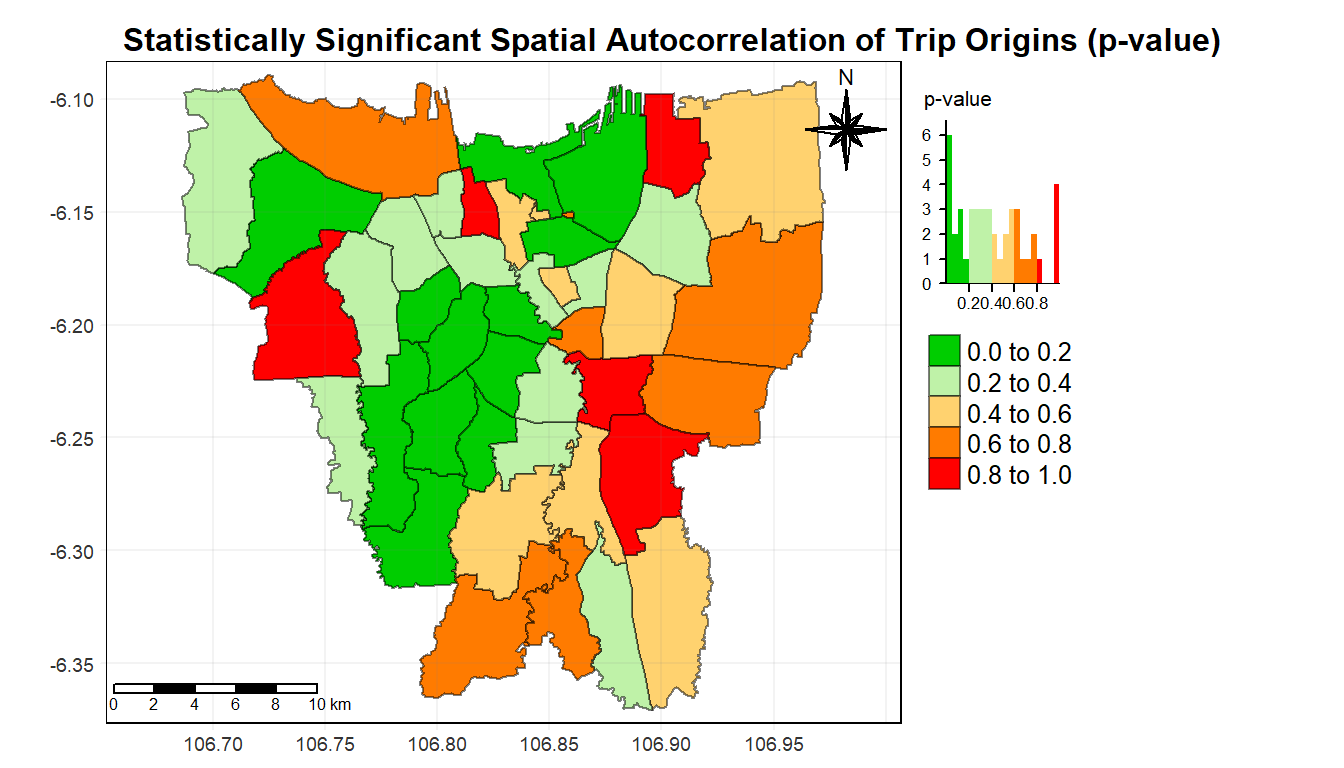 Statistically Significant Spatial Autocorrelation of Trip Origins (p-value)
N
-6.10
-6.15
-6.20
-6.25
-6.30
-6.35
0 2 4 6 8 10 km
106.70 106.75 106.80 106.85 106.90 106.95
p-value
6
5
4
3
2
1
0
0.20.40.60.8
0.0 to 0.2
0.2 to 0.4
0.4 to 0.6
0.6 to 0.8
0.8 to 1.0